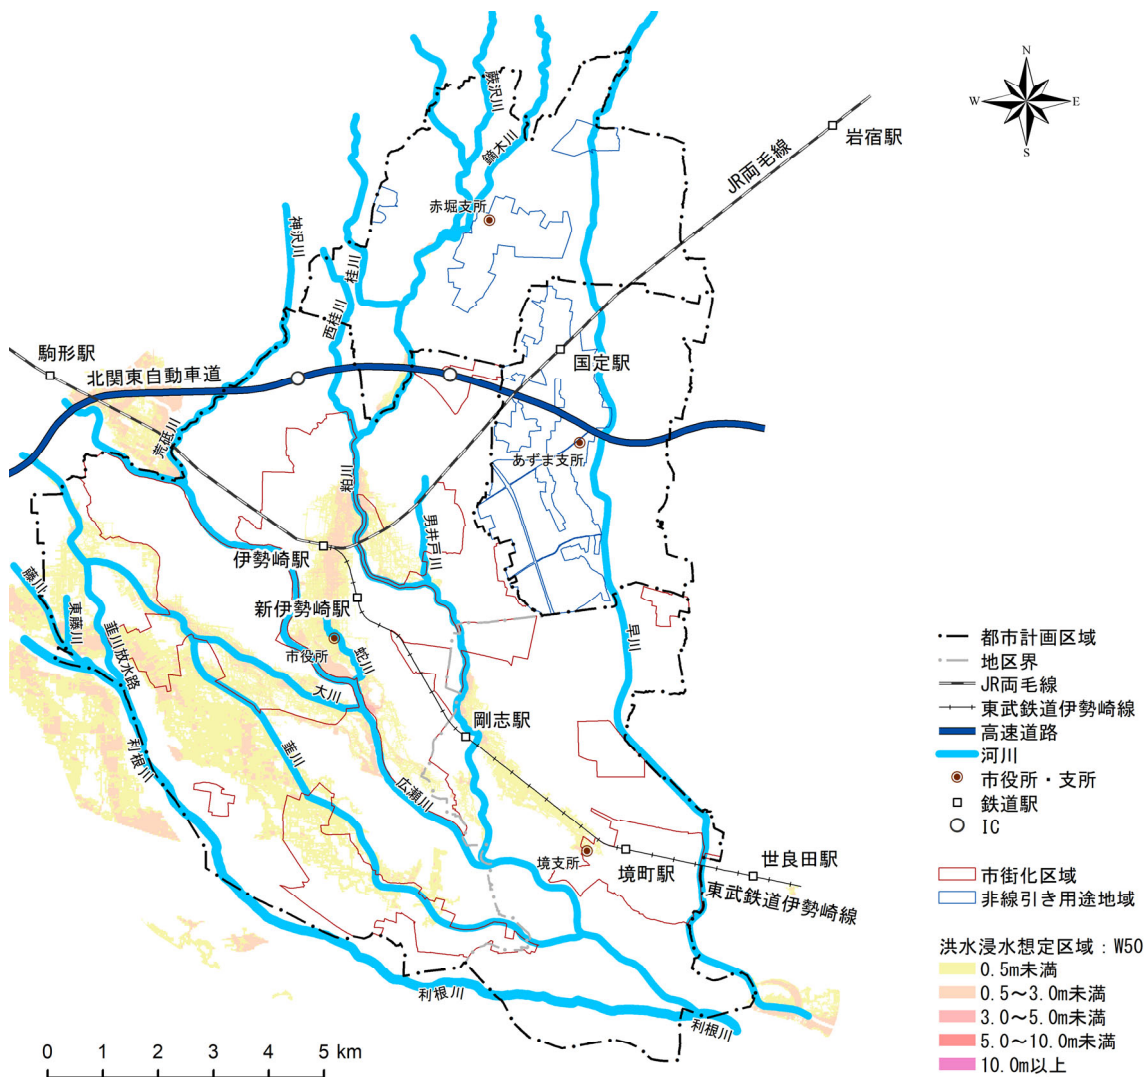 N
W
E
S
蕨沢川
鏑木川
岩宿駅
JR両毛線
赤堀支所
神沢川
桂川
西桂川
駒形駅
北関東自動車道
国定駅
荒砥川
あずま支所
粕川
男井戸川
伊勢崎駅
藤川
東藤川
韮川放水路
新伊勢崎駅
市役所
蛇川
早川
大川
剛志駅
利根川
韮川
広瀬川
境支所
境町駅
世良田駅
東武鉄道伊勢崎線
利根川
利根川
0 1 2 3 4 5 km
都市計画区域
地区界
JR両毛線
東武鉄道伊勢崎線
高速道路
河川
市役所・支所
鉄道駅
IC
市街化区域
非線引き用途地域
洪水浸水想定区域：W50
0.5m未満
0.5～3.0m未満
3.0～5.0m未満
5.0～10.0m未満
10.0m以上